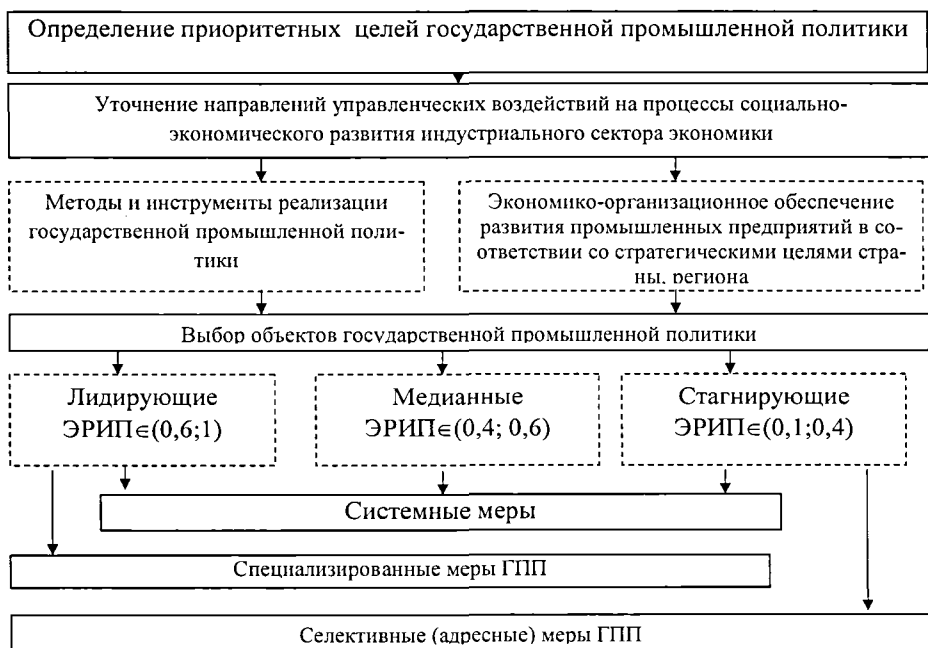 Определение приоритетных целей государственной промышленной политики
Уточнение направлений управленческих воздействий на процессы социально-
экономического развития индустриального сектора экономики
Методы и инструменты реализации
государственной промышленной поли-
тики
Экономико-организационное обеспечение
развития промышленных предприятий в со-
ответствии со стратегическими целями стра-
ны, региона
Выбор объектов государственной промышленной политики
Лидирующие
ЭРИП∈(0,6;1)
Медианные
ЭРИП∈(0,4; 0,6)
Стагнирующие
ЭРИП∈(0,1;0,4)
Системные меры
Специализированные меры ГПП
Селективные (адресные) меры ГПП